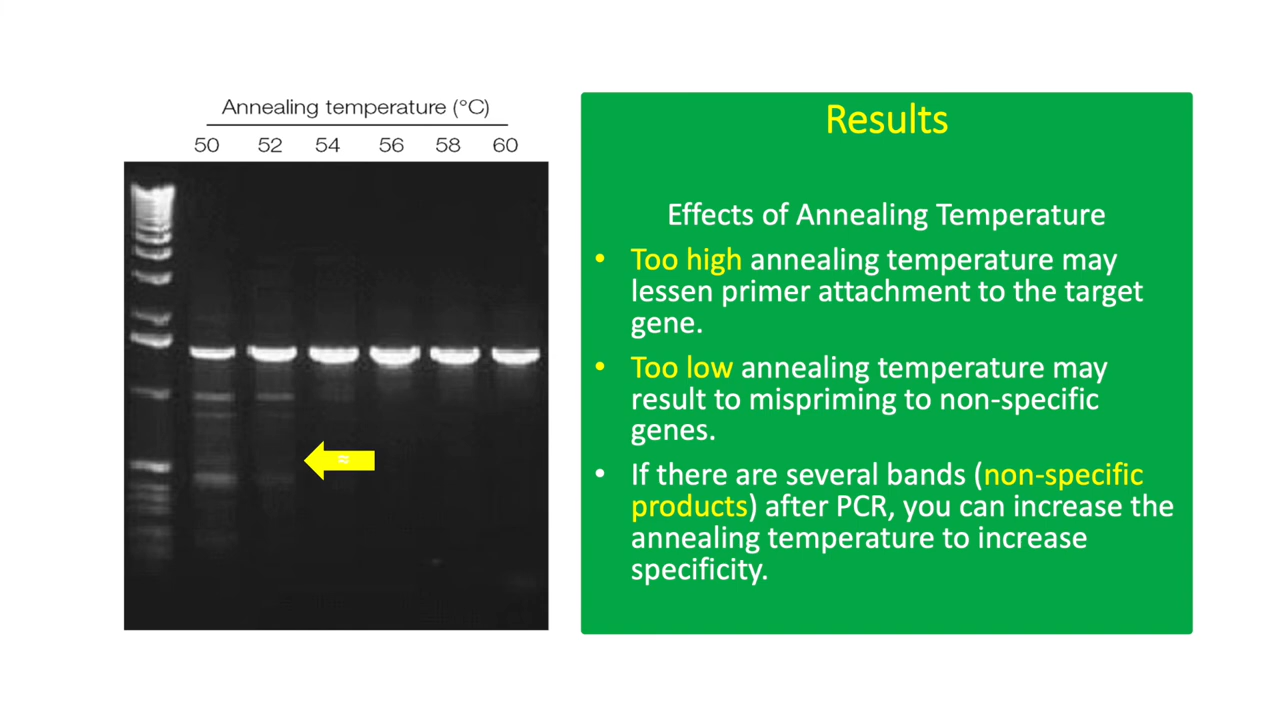 Annealing temperature (°C)
50 52 54 56 58 60
≈
Results
Effects of Annealing Temperature
• Too high annealing temperature may
lessen primer attachment to the target
gene.
• Too low annealing temperature may
result to mispriming to non-specific
genes.
• If there are several bands (non-specific
products) after PCR, you can increase the
annealing temperature to increase
specificity.